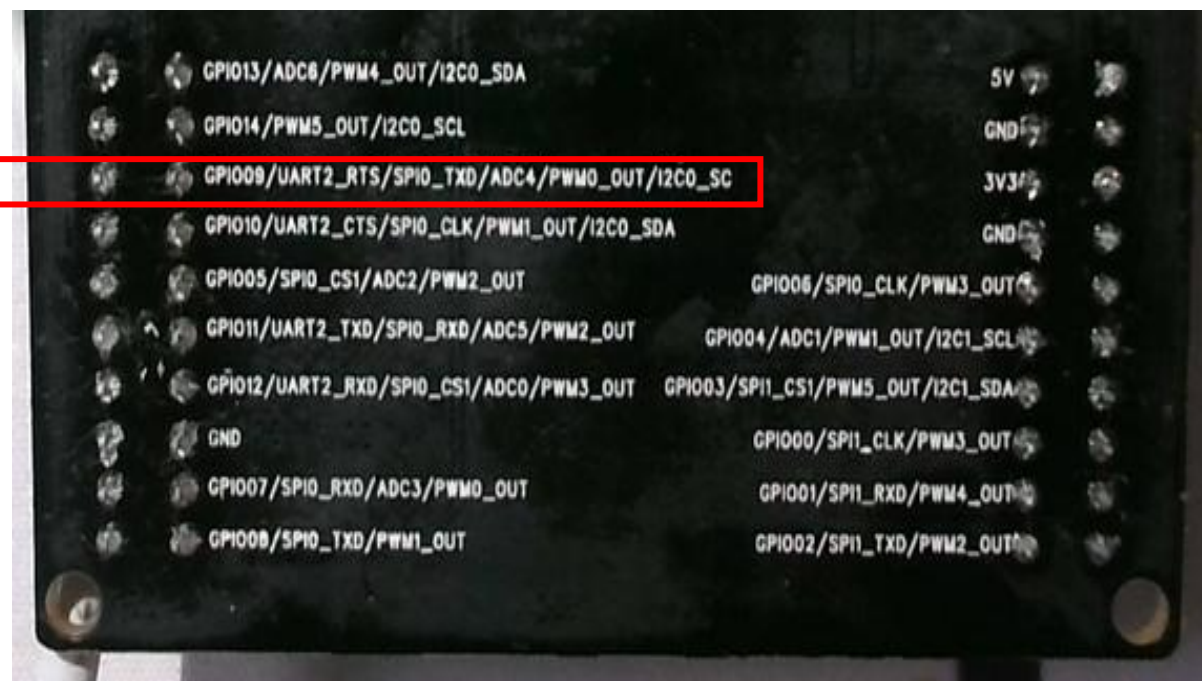 GPIO13/ADC6/PWM4_OUT/I2C0_SDA
GPIO14/PWM5_OUT/I2C0_SCL
GPIO09/UART2_RTS/SPI0_TXD/ADC4/PWM0_OUT/I2C0_SC
GPIO10/UART2_CTS/SPI0_CLK/PWM1_OUT/I2C0_SDA
GPIO05/SPI0_CS1/ADC2/PWM2_OUT
GPIO11/UART2_TXD/SPI0_RXD/ADC5/PWM2_OUT
GPIO12/UART2_RXD/SPI0_CS1/ADC0/PWM3_OUT
GND
GPIO07/SPI0_RXD/ADC3/PWM0_OUT
GPIO08/SPI0_TXD/PWM1_OUT
5V
GND
3V3
GND
GPIO06/SPI0_CLK/PWM3_OUT
GPIO04/ADC1/PWM1_OUT/I2C1_SCL
GPIO03/SPI1_CS1/PWM5_OUT/I2C1_SDA
GPIO00/SPI1_CLK/PWM3_OUT
GPIO01/SPI1_RXD/PWM4_OUT
GPIO02/SPI1_TXD/PWM2_OUT